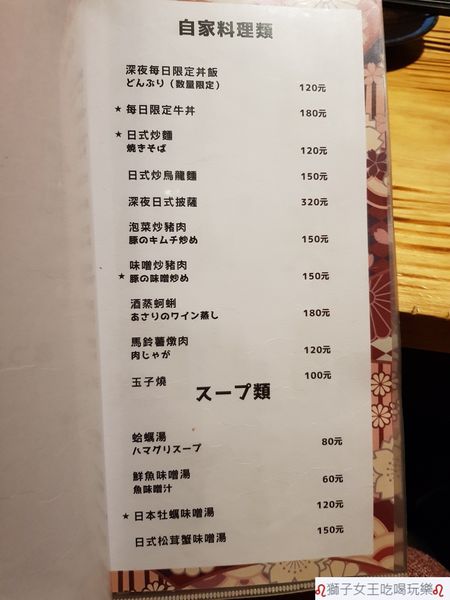 自家料理類
深夜每日限定丼飯
どんぶり（数量限定） 120元
★ 每日限定牛丼 180元
★ 日式炒麵
焼きそば 120元
日式炒烏龍麵 150元
深夜日式披薩 320元
泡菜炒豬肉
豚のキムチ炒め 150元
味噌炒豬肉
★ 豚の味噌炒め 150元
酒蒸蚵蜊
あさりのワイン蒸し 180元
馬鈴薯燉肉
肉じゃが 120元
玉子燒 100元
スープ類
蛤蠣湯
ハマグリスープ 80元
鮮魚味噌湯
魚味噌汁 60元
★ 日本牡蠣味噌湯 120元
日式松茸蟹味噌湯 150元
獅子女王吃喝玩樂